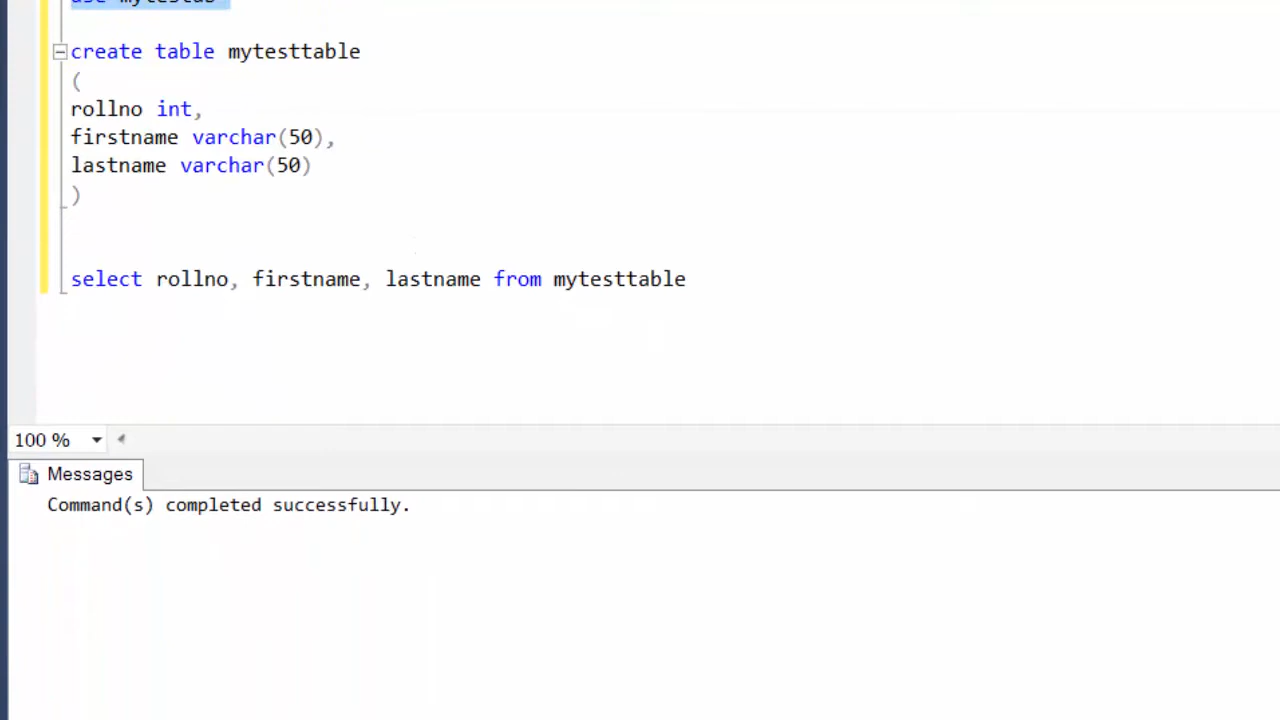 create table mytesttable
(
rollno int,
firstname varchar(50),
lastname varchar(50)
)
select rollno, firstname, lastname from mytesttable
100 %
Messages
Command(s) completed successfully.